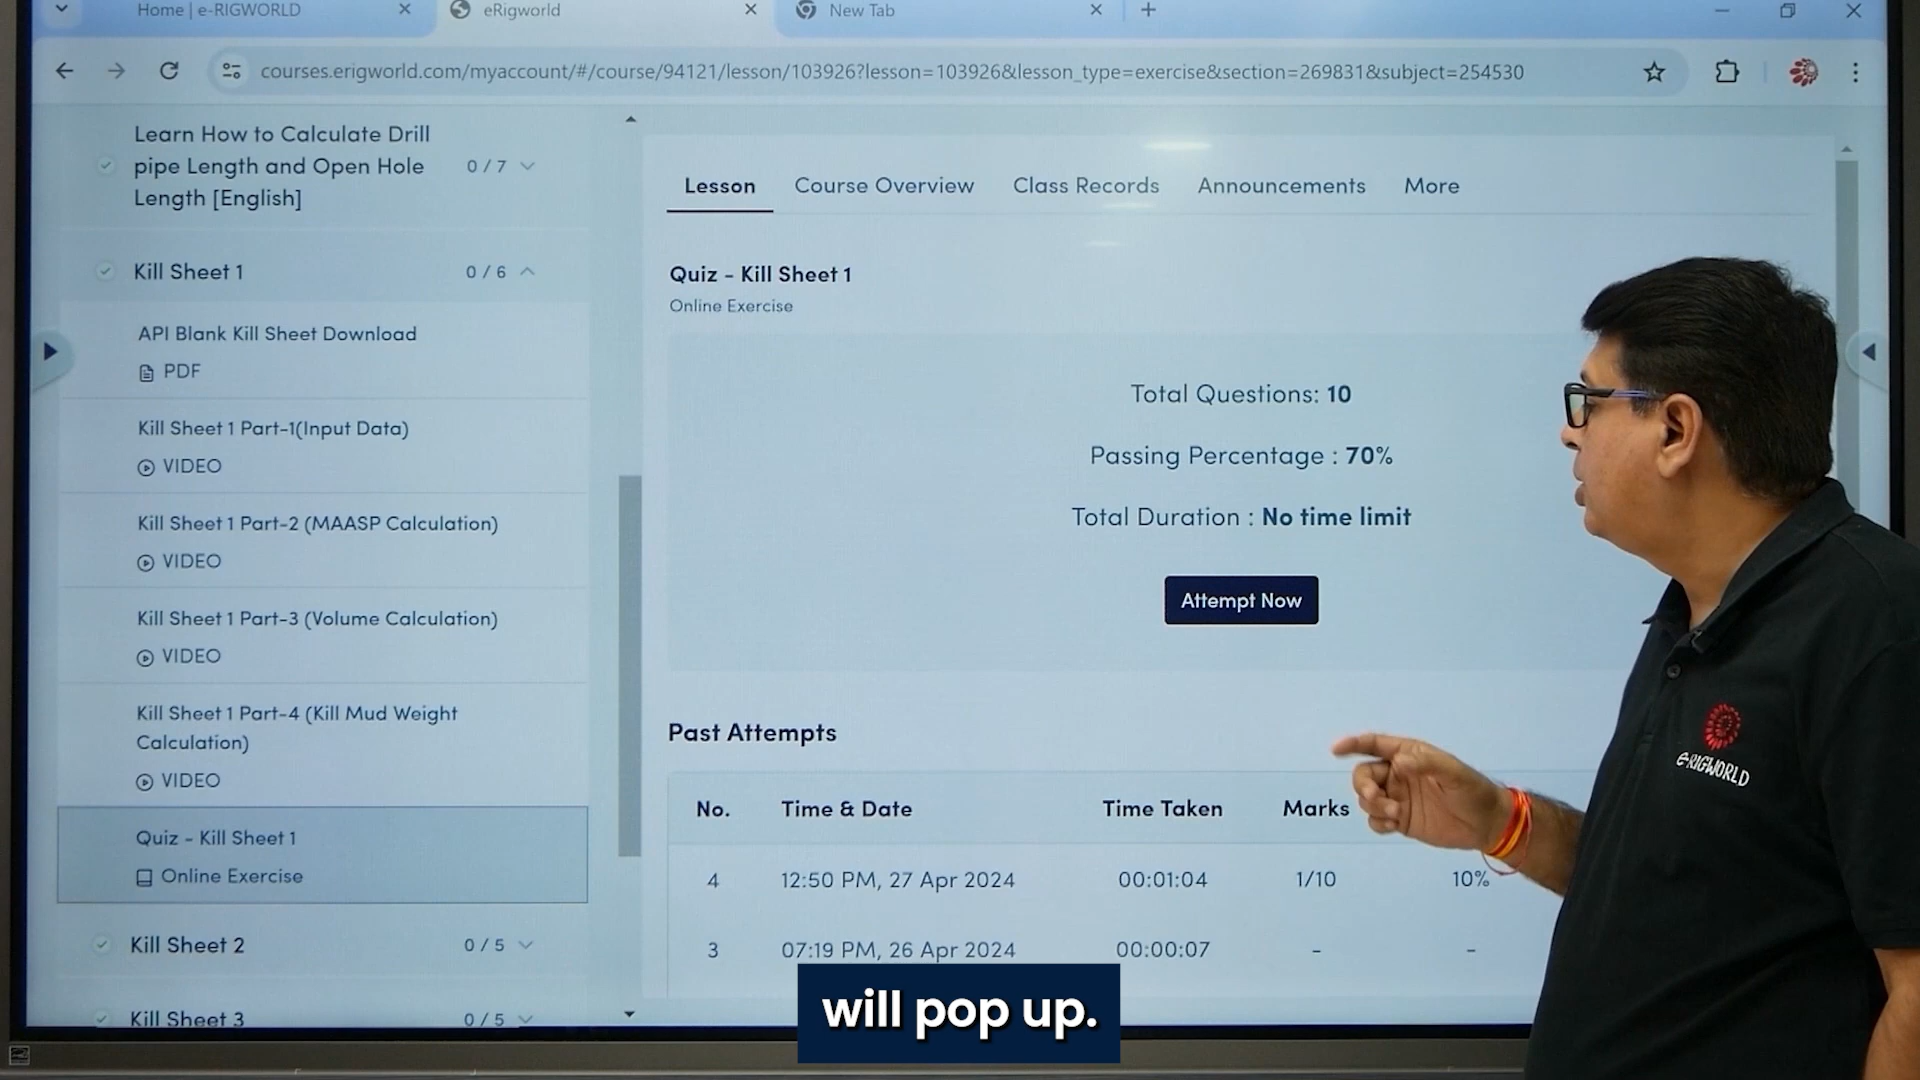 Home | e-RIGWORLD
eRigworld
New Tab
courses.erigworld.com/myaccount/#/course/94121/lesson/103926?lesson=103926&lesson_type=exercise&section=269831&subject=254530
Learn How to Calculate Drill
pipe Length and Open Hole
Length [English]
0 / 7
Kill Sheet 1
0 / 6
API Blank Kill Sheet Download
PDF
Kill Sheet 1 Part-1(Input Data)
VIDEO
Kill Sheet 1 Part-2 (MAASP Calculation)
VIDEO
Kill Sheet 1 Part-3 (Volume Calculation)
VIDEO
Kill Sheet 1 Part-4 (Kill Mud Weight
Calculation)
VIDEO
Quiz - Kill Sheet 1
Online Exercise
Kill Sheet 2
0 / 5
Kill Sheet 3
0 / 5
Lesson Course Overview Class Records Announcements More
Quiz - Kill Sheet 1
Online Exercise
Total Questions: 10
Passing Percentage : 70%
Total Duration : No time limit
Attempt Now
Past Attempts
No. Time & Date Time Taken Marks
4 12:50 PM, 27 Apr 2024 00:01:04 1/10 10%
3 07:19 PM, 26 Apr 2024 00:00:07 - -
e-RIGWORLD
will pop up.